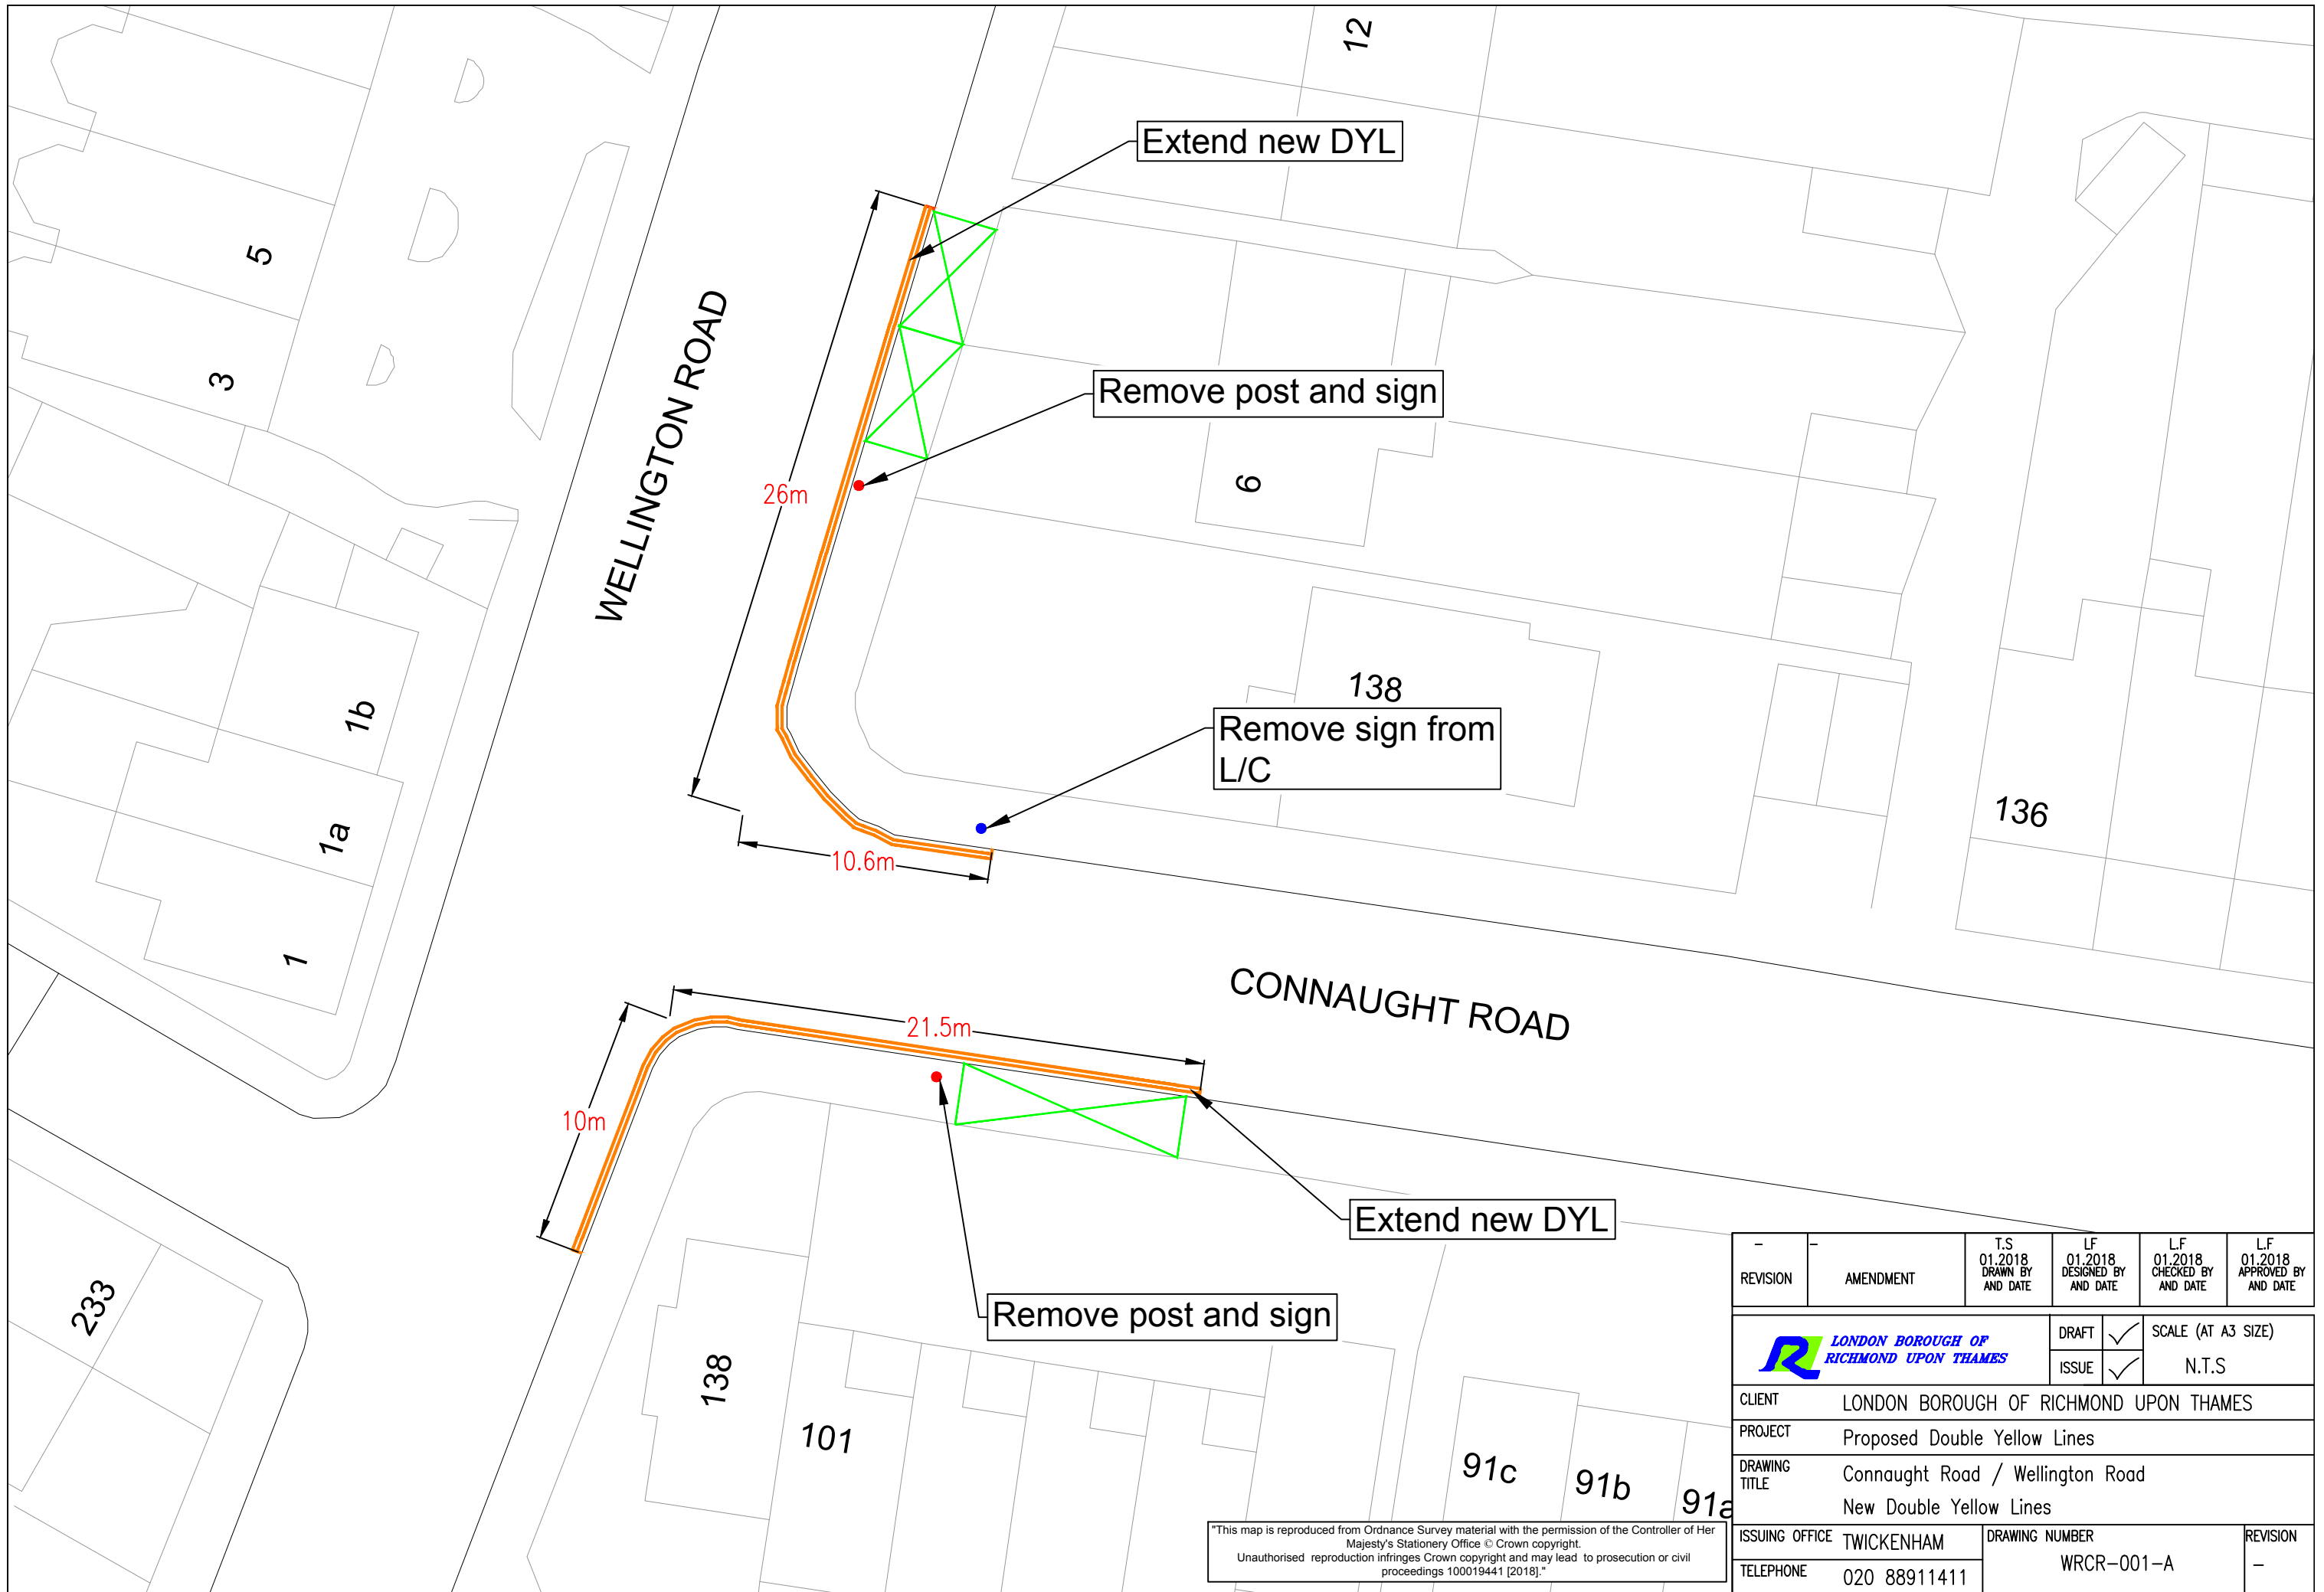 12
Extend new DYL
5
WELLINGTON ROAD
3
Remove post and sign
6
26m
138
1b
Remove sign from
L/C
136
1a
10.6m
1
CONNAUGHT ROAD
21.5m
10m
Extend new DYL
233
Remove post and sign
138
101
91c
91b
91a
"This map is reproduced from Ordnance Survey material with the permission of the Controller of Her
Majesty's Stationery Office © Crown copyright.
Unauthorised reproduction infringes Crown copyright and may lead to prosecution or civil
proceedings 100019441 [2018]."
– – T.S LF L.F L.F
01.2018 01.2018 01.2018 01.2018
REVISION AMENDMENT DRAWN BY DESIGNED BY CHECKED BY APPROVED BY
AND DATE AND DATE AND DATE AND DATE
LONDON BOROUGH OF
RICHMOND UPON THAMES
DRAFT ✓ SCALE (AT A3 SIZE)
ISSUE ✓ N.T.S
CLIENT LONDON BOROUGH OF RICHMOND UPON THAMES
PROJECT Proposed Double Yellow Lines
DRAWING Connaught Road / Wellington Road
TITLE
New Double Yellow Lines
ISSUING OFFICE TWICKENHAM DRAWING NUMBER REVISION
WRCR-001-A –
TELEPHONE 020 88911411